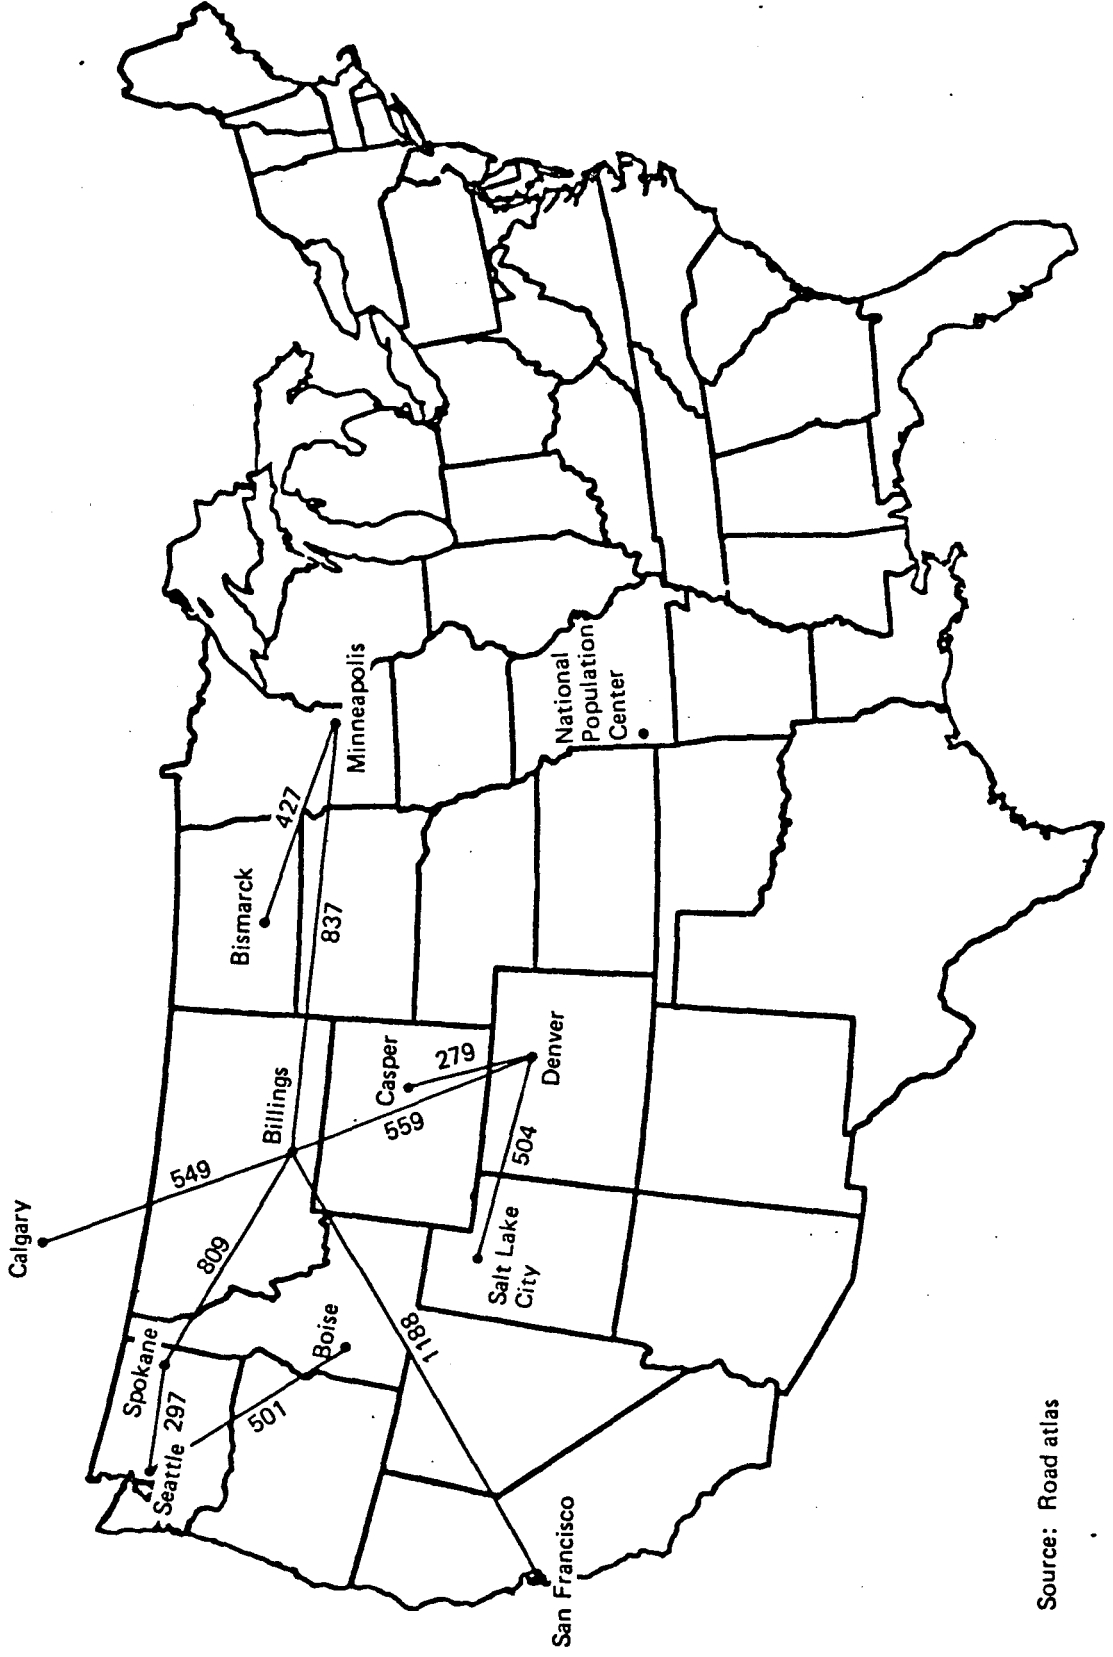 Calgary
549
Spokane
809
Billings
Bismarck
427
Seattle 297
837
Minneapolis
501
Boise
Casper
559
279
1188
Salt Lake
City
504
Denver
National
Population
Center
San Francisco
Source: Road atlas